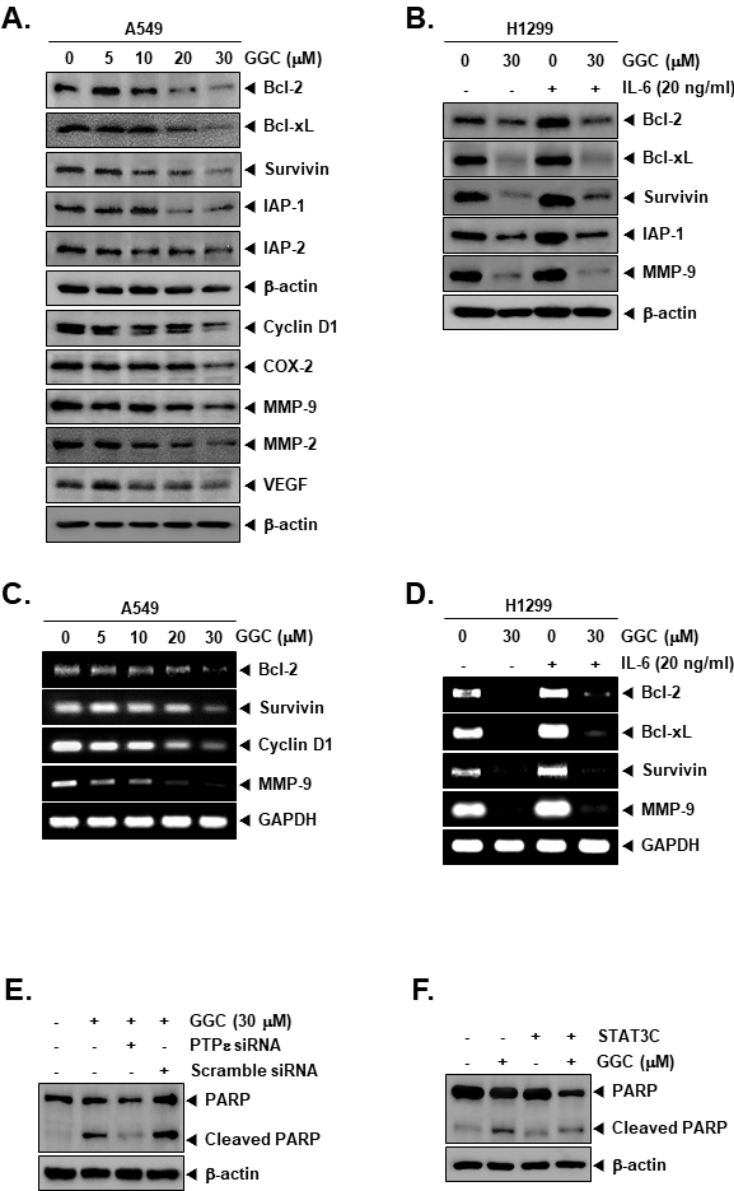 A.
A549
0 5 10 20 30 GGC (µM)
Bcl-2
Bcl-xL
Survivin
IAP-1
IAP-2
β-actin
Cyclin D1
COX-2
MMP-9
MMP-2
VEGF
β-actin
B.
H1299
0 30 0 30 GGC (µM)
- - + + IL-6 (20 ng/ml)
Bcl-2
Bcl-xL
Survivin
IAP-1
MMP-9
β-actin
C.
A549
0 5 10 20 30 GGC (µM)
Bcl-2
Survivin
Cyclin D1
MMP-9
GAPDH
D.
H1299
0 30 0 30 GGC (µM)
- - + + IL-6 (20 ng/ml)
Bcl-2
Bcl-xL
Survivin
MMP-9
GAPDH
E.
- + + + GGC (30 µM)
- - + - PTPε siRNA
- - - + Scramble siRNA
PARP
Cleaved PARP
β-actin
F.
- - + + STAT3C
- + - + GGC (µM)
PARP
Cleaved PARP
β-actin